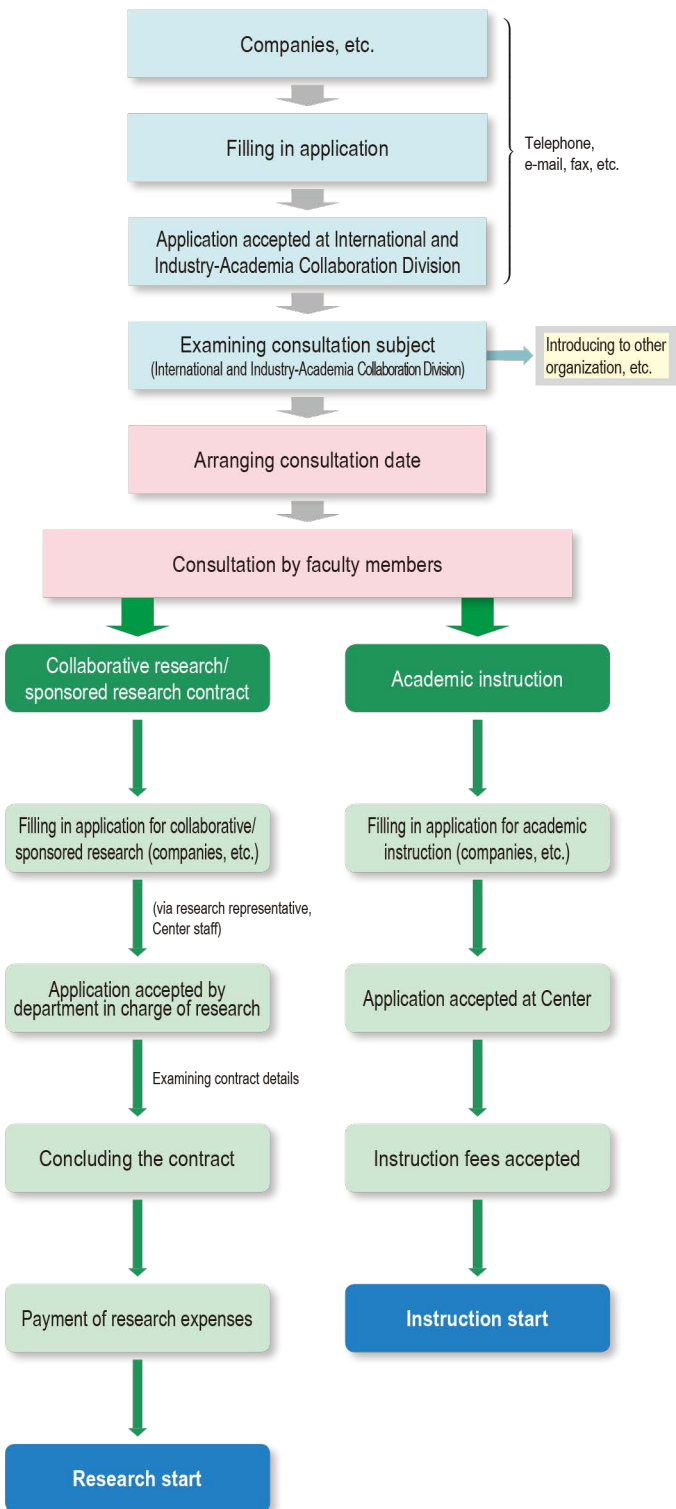 Companies, etc.
Filling in application
Telephone,
e-mail, fax, etc.
Application accepted at International and
Industry-Academia Collaboration Division
Examining consultation subject
(International and Industry-Academia Collaboration Division)
Introducing to other
organization, etc.
Arranging consultation date
Consultation by faculty members
Collaborative research/
sponsored research contract
Academic instruction
Filling in application for collaborative/
sponsored research (companies, etc.)
Filling in application for academic
instruction (companies, etc.)
(via research representative,
Center staff)
Application accepted by
department in charge of research
Application accepted at Center
Examining contract details
Concluding the contract
Instruction fees accepted
Payment of research expenses
Instruction start
Research start